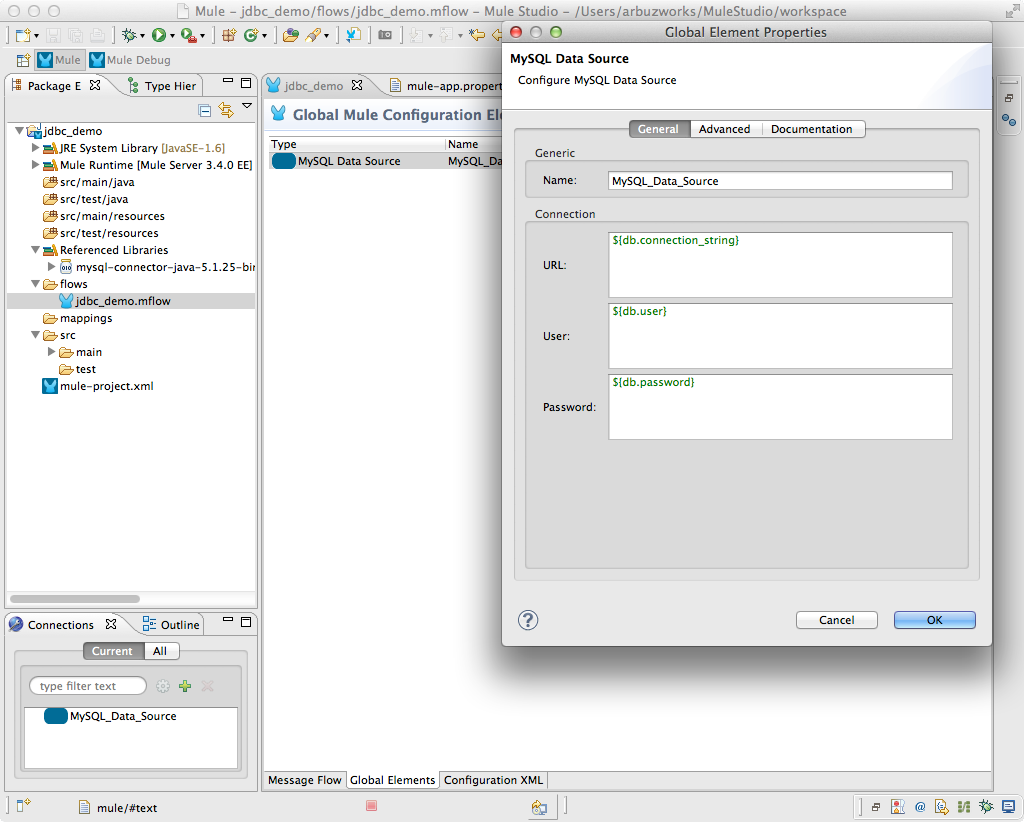 Mule – jdbc_demo/flows/jdbc_demo.mflow – Mule Studio – /Users/arbuzworks/MuleStudio/workspace
Mule
Mule Debug
Package E
Type Hier
jdbc_demo
JRE System Library [JavaSE-1.6]
Mule Runtime [Mule Server 3.4.0 EE]
src/main/java
src/test/java
src/main/resources
src/test/resources
Referenced Libraries
mysql-connector-java-5.1.25-bin
flows
jdbc_demo.mflow
mappings
src
main
test
mule-project.xml
Connections
Outline
Current
All
type filter text
MySQL_Data_Source
jdbc_demo
mule-app.propert
Global Mule Configuration El
Type
Name
MySQL Data Source
MySQL_Da
Message Flow
Global Elements
Configuration XML
Global Element Properties
MySQL Data Source
Configure MySQL Data Source
General
Advanced
Documentation
Generic
Name:
MySQL_Data_Source
Connection
URL:
${db.connection_string}
User:
${db.user}
Password:
${db.password}
?
Cancel
OK
mule/#text